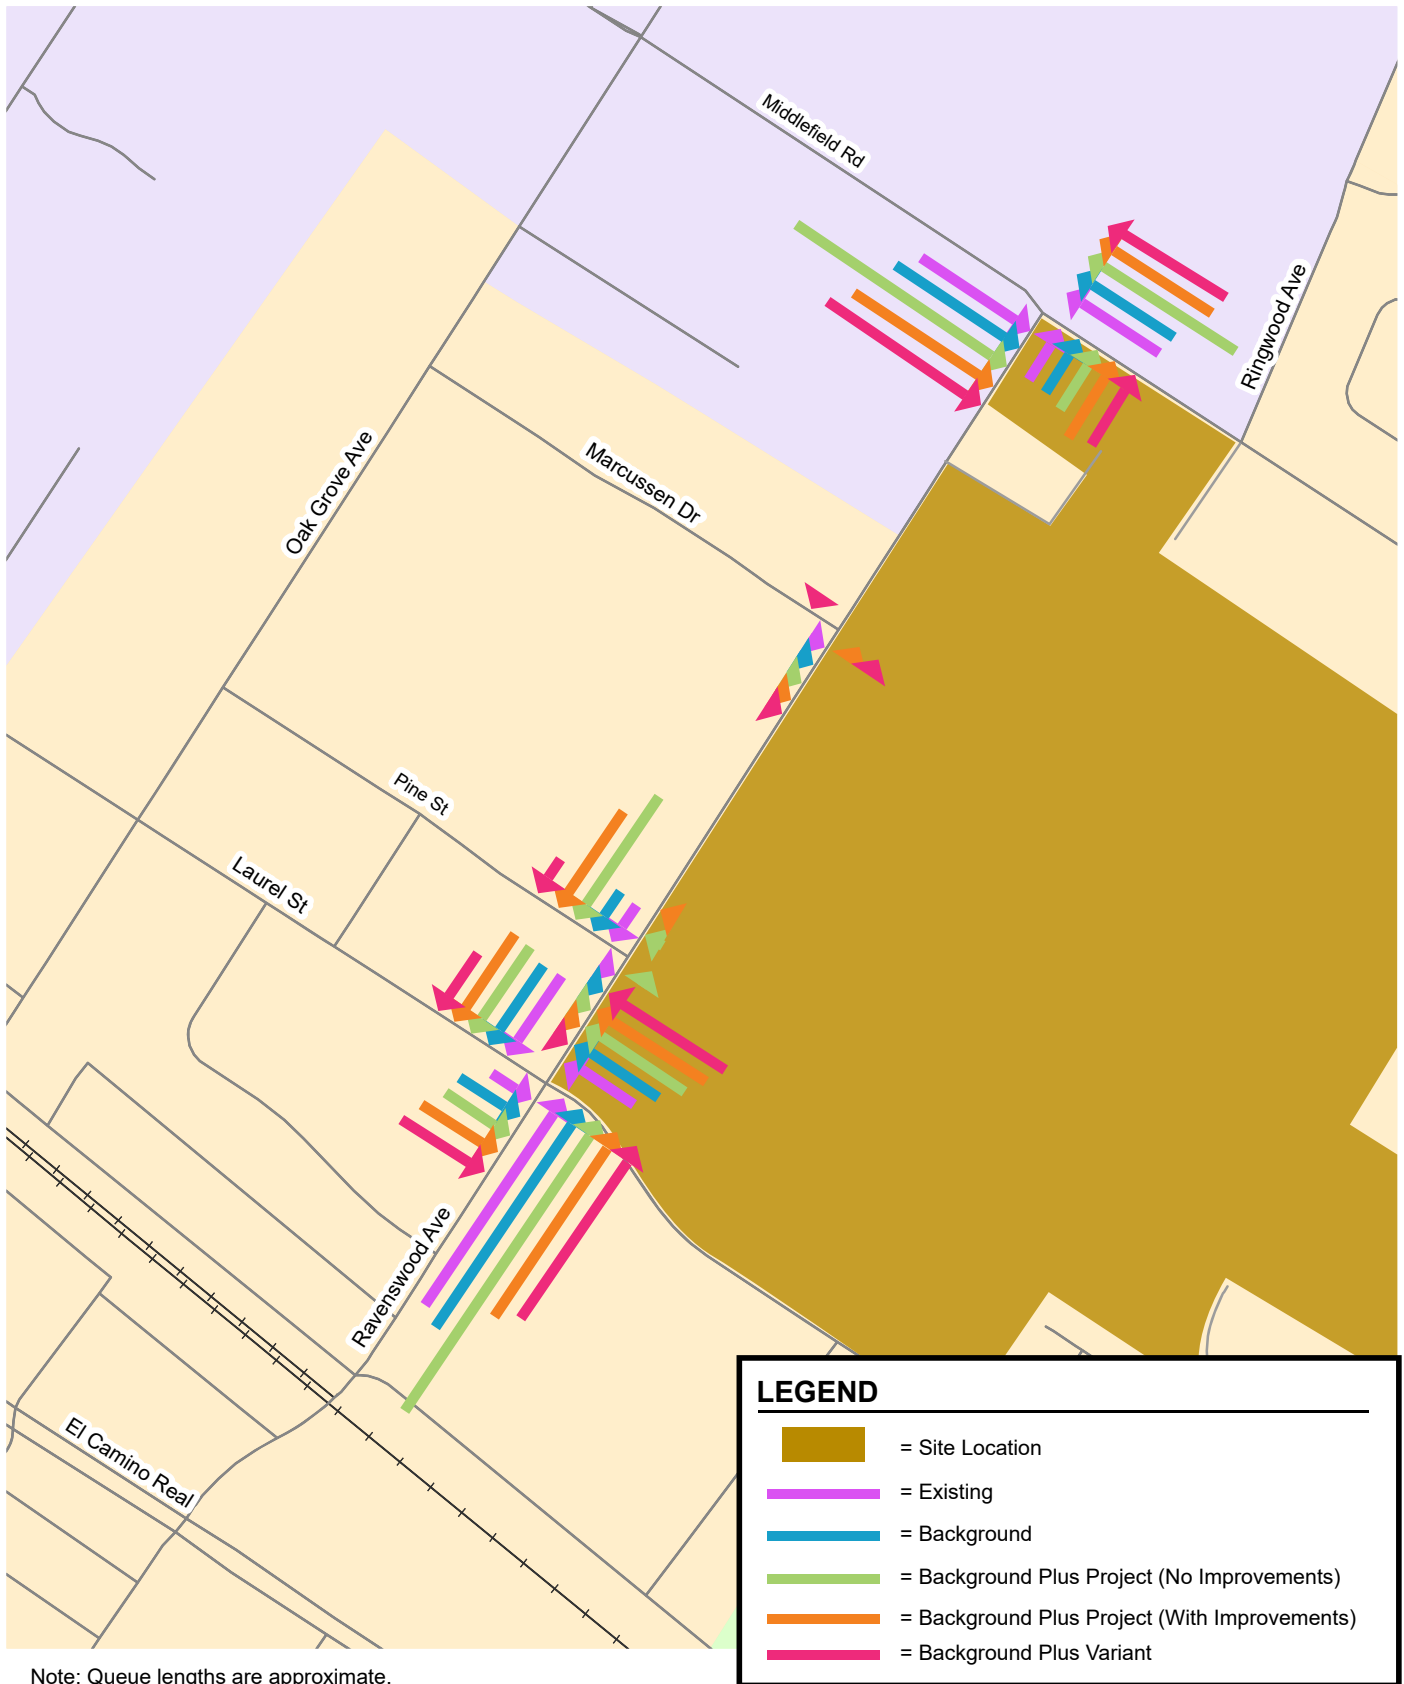 Middlefield Rd
Ringwood Ave
Oak Grove Ave
Marcussen Dr
Pine St
Laurel St
Ravenswood Ave
El Camino Real
LEGEND
= Site Location
= Existing
= Background
= Background Plus Project (No Improvements)
= Background Plus Project (With Improvements)
= Background Plus Variant
Note: Queue lengths are approximate.